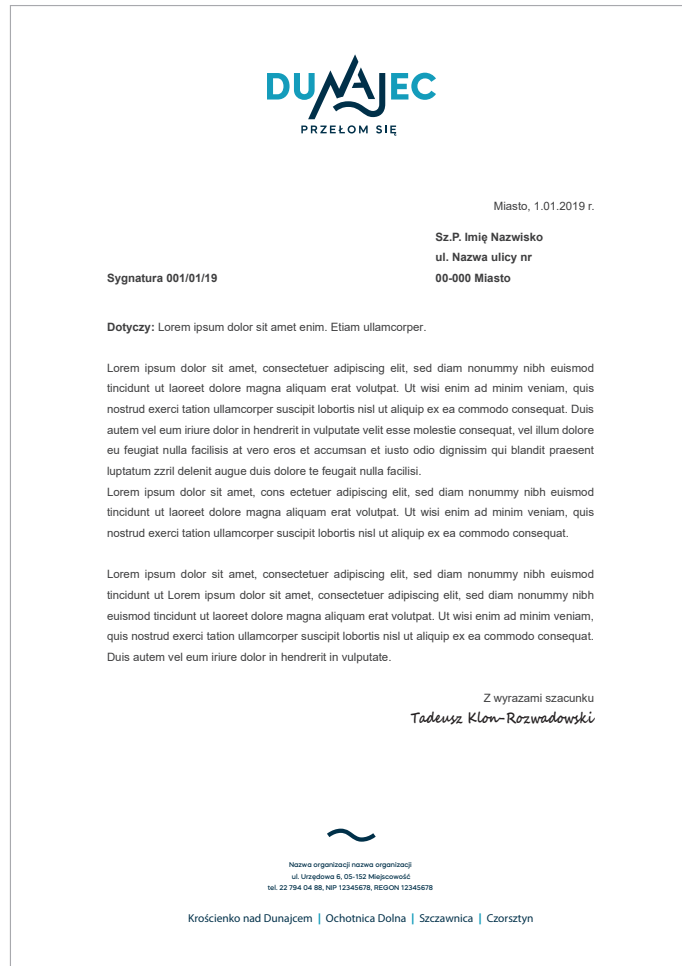 DUNAJEC
PRZEŁOM SIĘ
Miasto, 1.01.2019 r.
Sz.P. Imię Nazwisko
ul. Nazwa ulicy nr
Sygnatura 001/01/19
00-000 Miasto
Dotyczy: Lorem ipsum dolor sit amet enim. Etiam ullamcorper.
Lorem ipsum dolor sit amet, consectetuer adipiscing elit, sed diam nonummy nibh euismod
tincidunt ut laoreet dolore magna aliquam erat volutpat. Ut wisi enim ad minim veniam, quis
nostrud exerci tation ullamcorper suscipit lobortis nisl ut aliquip ex ea commodo consequat. Duis
autem vel eum iriure dolor in hendrerit in vulputate velit esse molestie consequat, vel illum dolore
eu feugiat nulla facilisis at vero eros et accumsan et iusto odio dignissim qui blandit praesent
luptatum zzril delenit augue duis dolore te feugait nulla facilisi.
Lorem ipsum dolor sit amet, cons ectetuer adipiscing elit, sed diam nonummy nibh euismod
tincidunt ut laoreet dolore magna aliquam erat volutpat. Ut wisi enim ad minim veniam, quis
nostrud exerci tation ullamcorper suscipit lobortis nisl ut aliquip ex ea commodo consequat.
Lorem ipsum dolor sit amet, consectetuer adipiscing elit, sed diam nonummy nibh euismod
tincidunt ut Lorem ipsum dolor sit amet, consectetuer adipiscing elit, sed diam nonummy nibh
euismod tincidunt ut laoreet dolore magna aliquam erat volutpat. Ut wisi enim ad minim veniam,
quis nostrud exerci tation ullamcorper suscipit lobortis nisl ut aliquip ex ea commodo consequat.
Duis autem vel eum iriure dolor in hendrerit in vulputate.
Z wyrazami szacunku
Tadeusz Klon-Rozwadowski
Nazwa organizacji nazwa organizacji
ul. Urzędowa 6, 05-152 Miejscowość
tel. 22 794 04 88, NIP 12345678, REGON 12345678
Krościenko nad Dunajcem | Ochotnica Dolna | Szczawnica | Czorsztyn